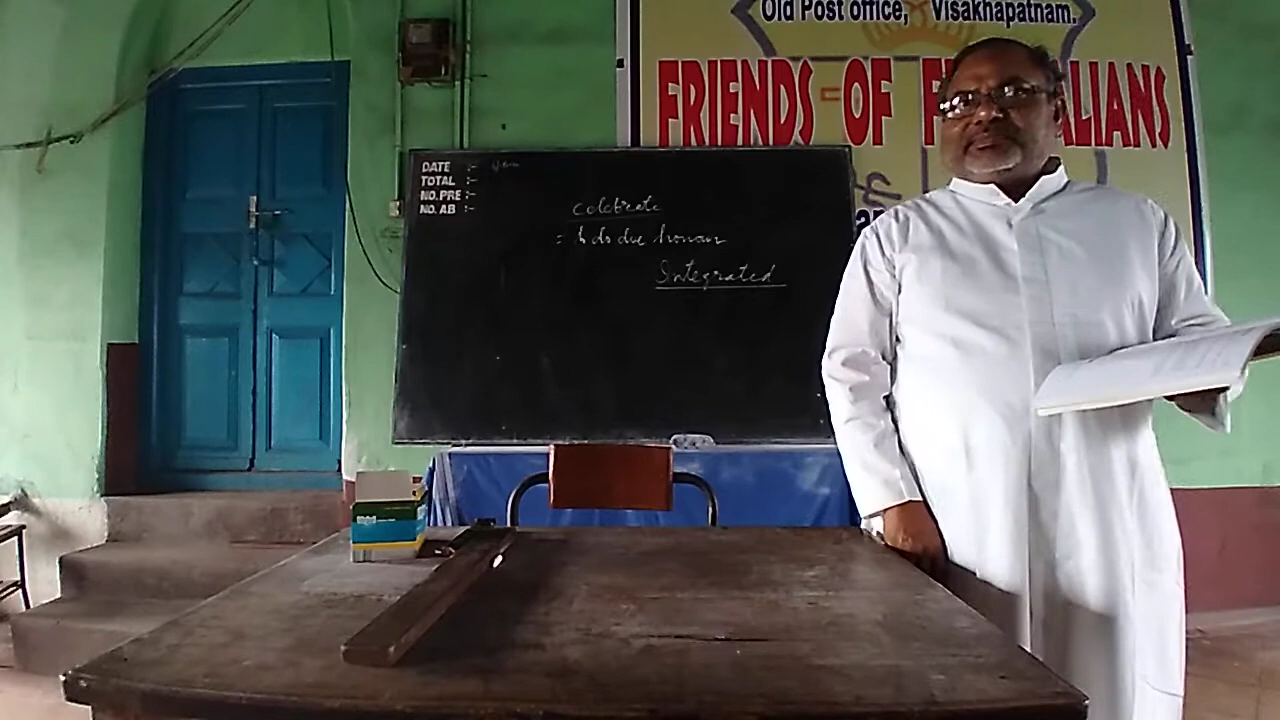 Old Post office, Visakhapatnam.
FRIENDS OF F ALIANS
DATE :-
TOTAL :-
NO.PRE :-
NO. AB :-
celebrate
= to do due honour
Integrated